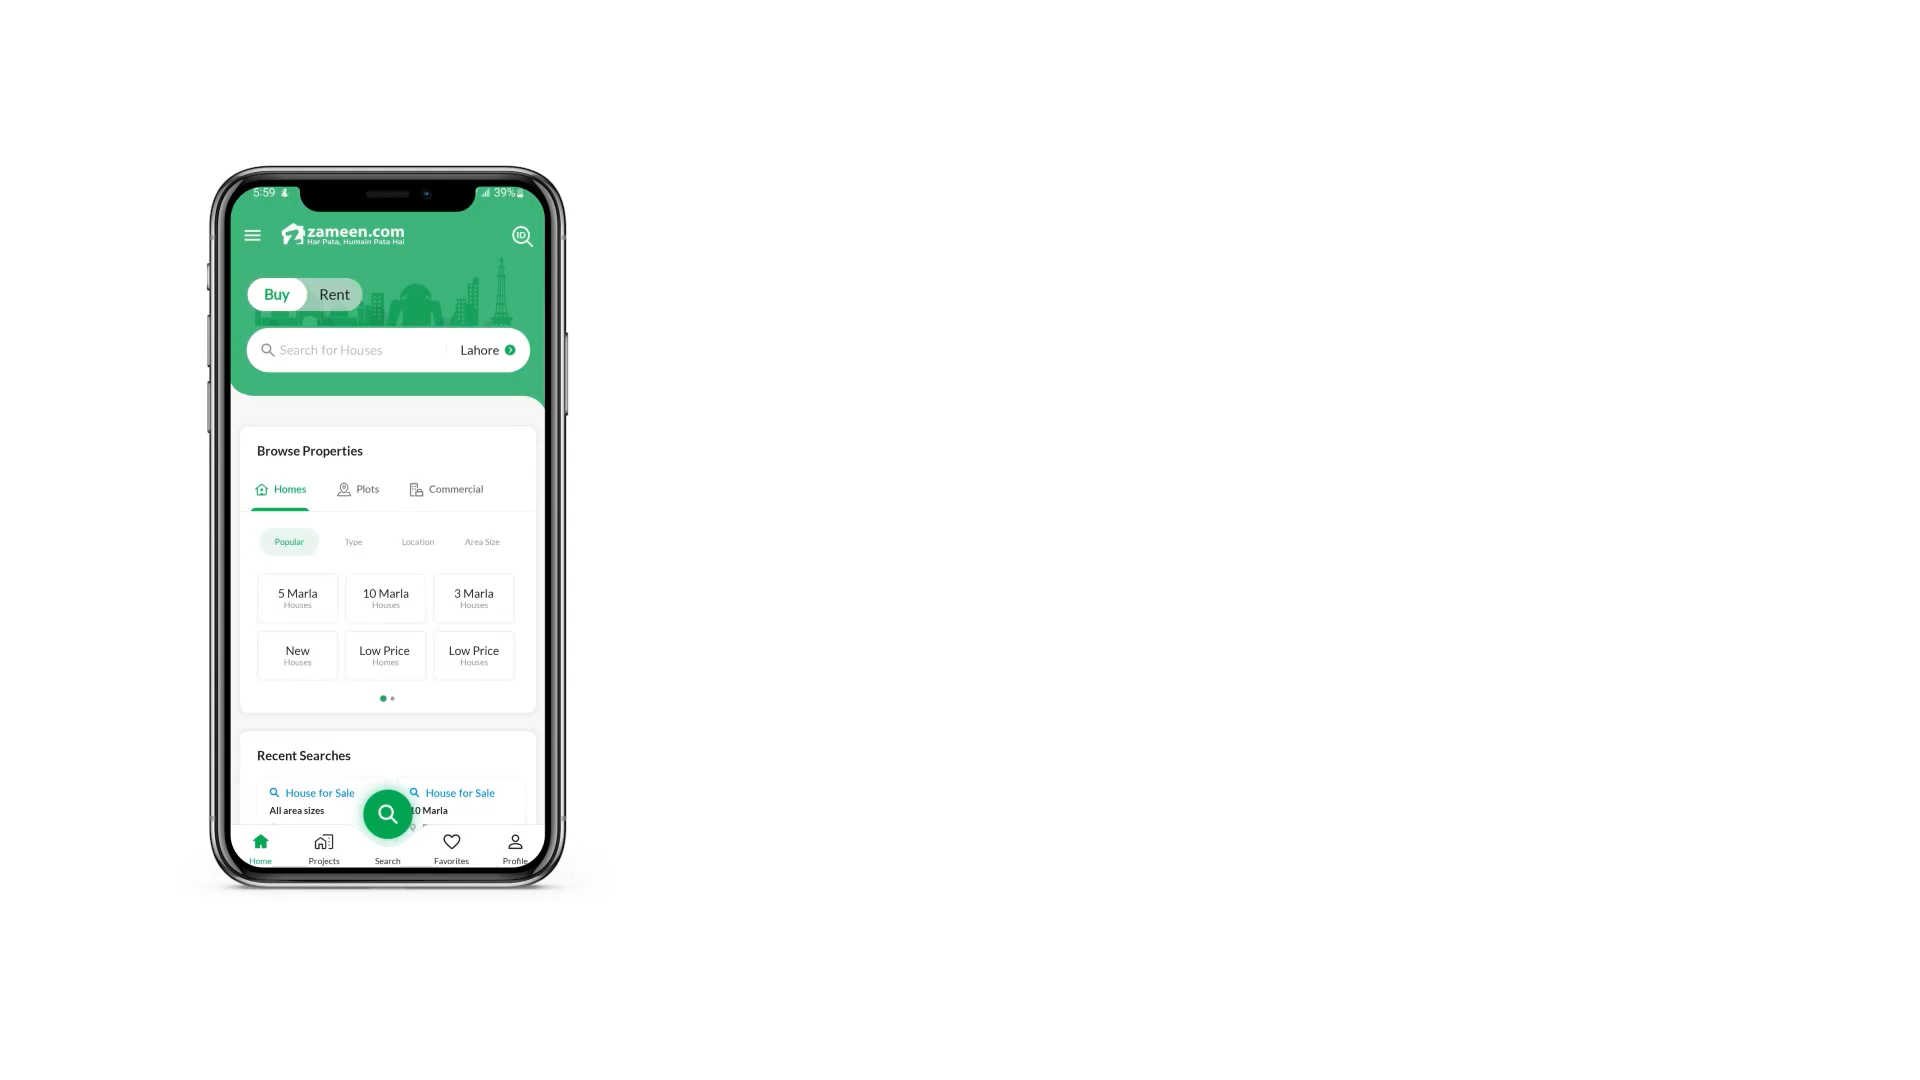 5:59 39%
zameen.com
Har Pata, Humain Pata Hai
ID
Buy Rent
Search for Houses Lahore
Browse Properties
Homes Plots Commercial
Popular Type Location Area Size
5 Marla 10 Marla 3 Marla
Houses Houses Houses
New Low Price Low Price
Houses Homes Houses
Recent Searches
House for Sale House for Sale
All area sizes 10 Marla
Home Projects Search Favorites Profile